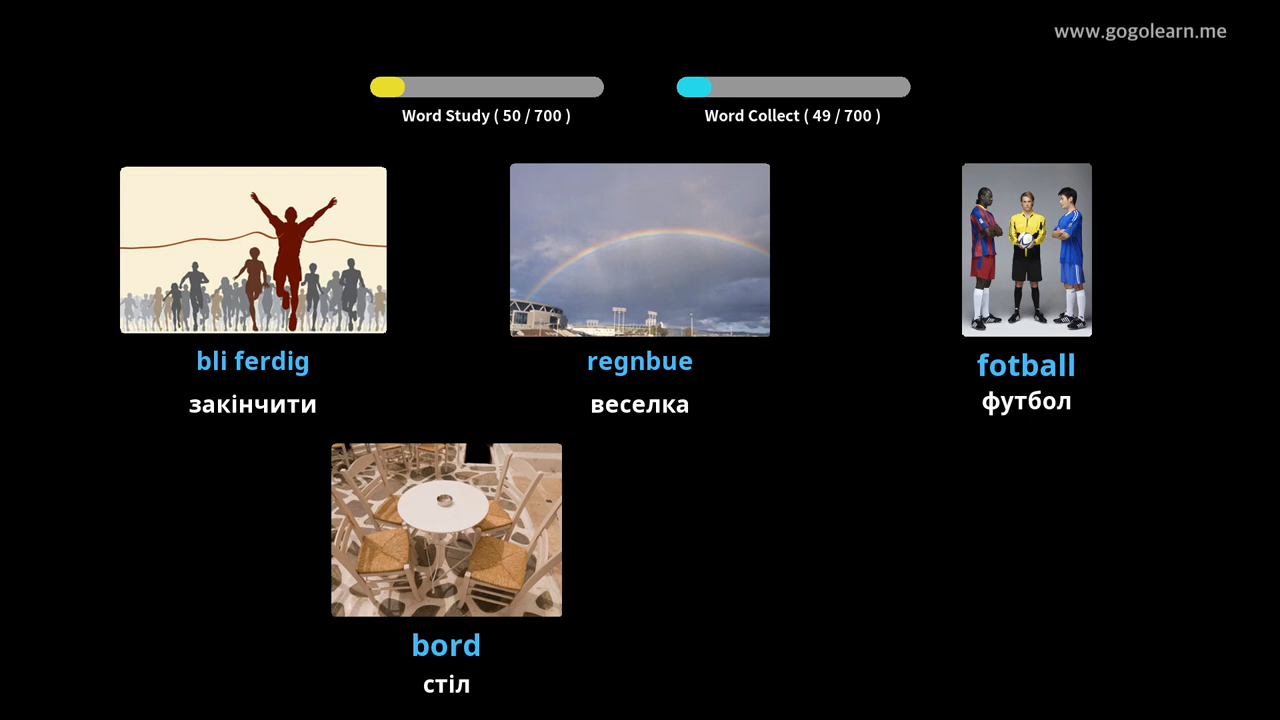 www.gogolearn.me
Word Study ( 50 / 700 )
Word Collect ( 49 / 700 )
bli ferdig
закінчити
regnbue
веселка
fotball
футбол
bord
стіл